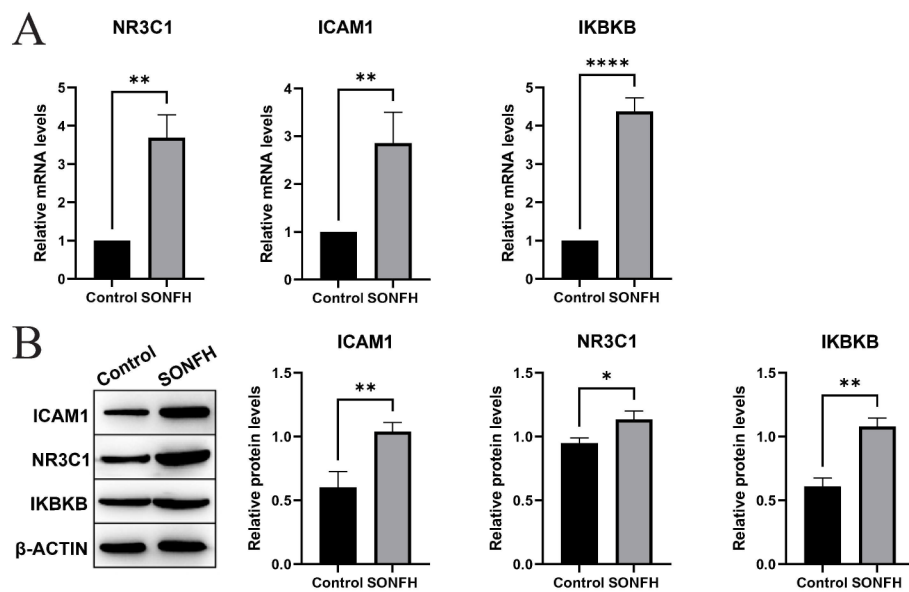 A
NR3C1
**
Relative mRNA levels
5
4
3
2
1
0
Control SONFH
ICAM1
**
Relative mRNA levels
4
3
2
1
0
Control SONFH
IKBKB
****
Relative mRNA levels
5
4
3
2
1
0
Control SONFH
B
Control
SONFH
ICAM1
NR3C1
IKBKB
β-ACTIN
ICAM1
**
Relative protein levels
1.5
1.0
0.5
0.0
Control SONFH
NR3C1
*
Relative protein levels
1.5
1.0
0.5
0.0
Control SONFH
IKBKB
**
Relative protein levels
1.5
1.0
0.5
0.0
Control SONFH